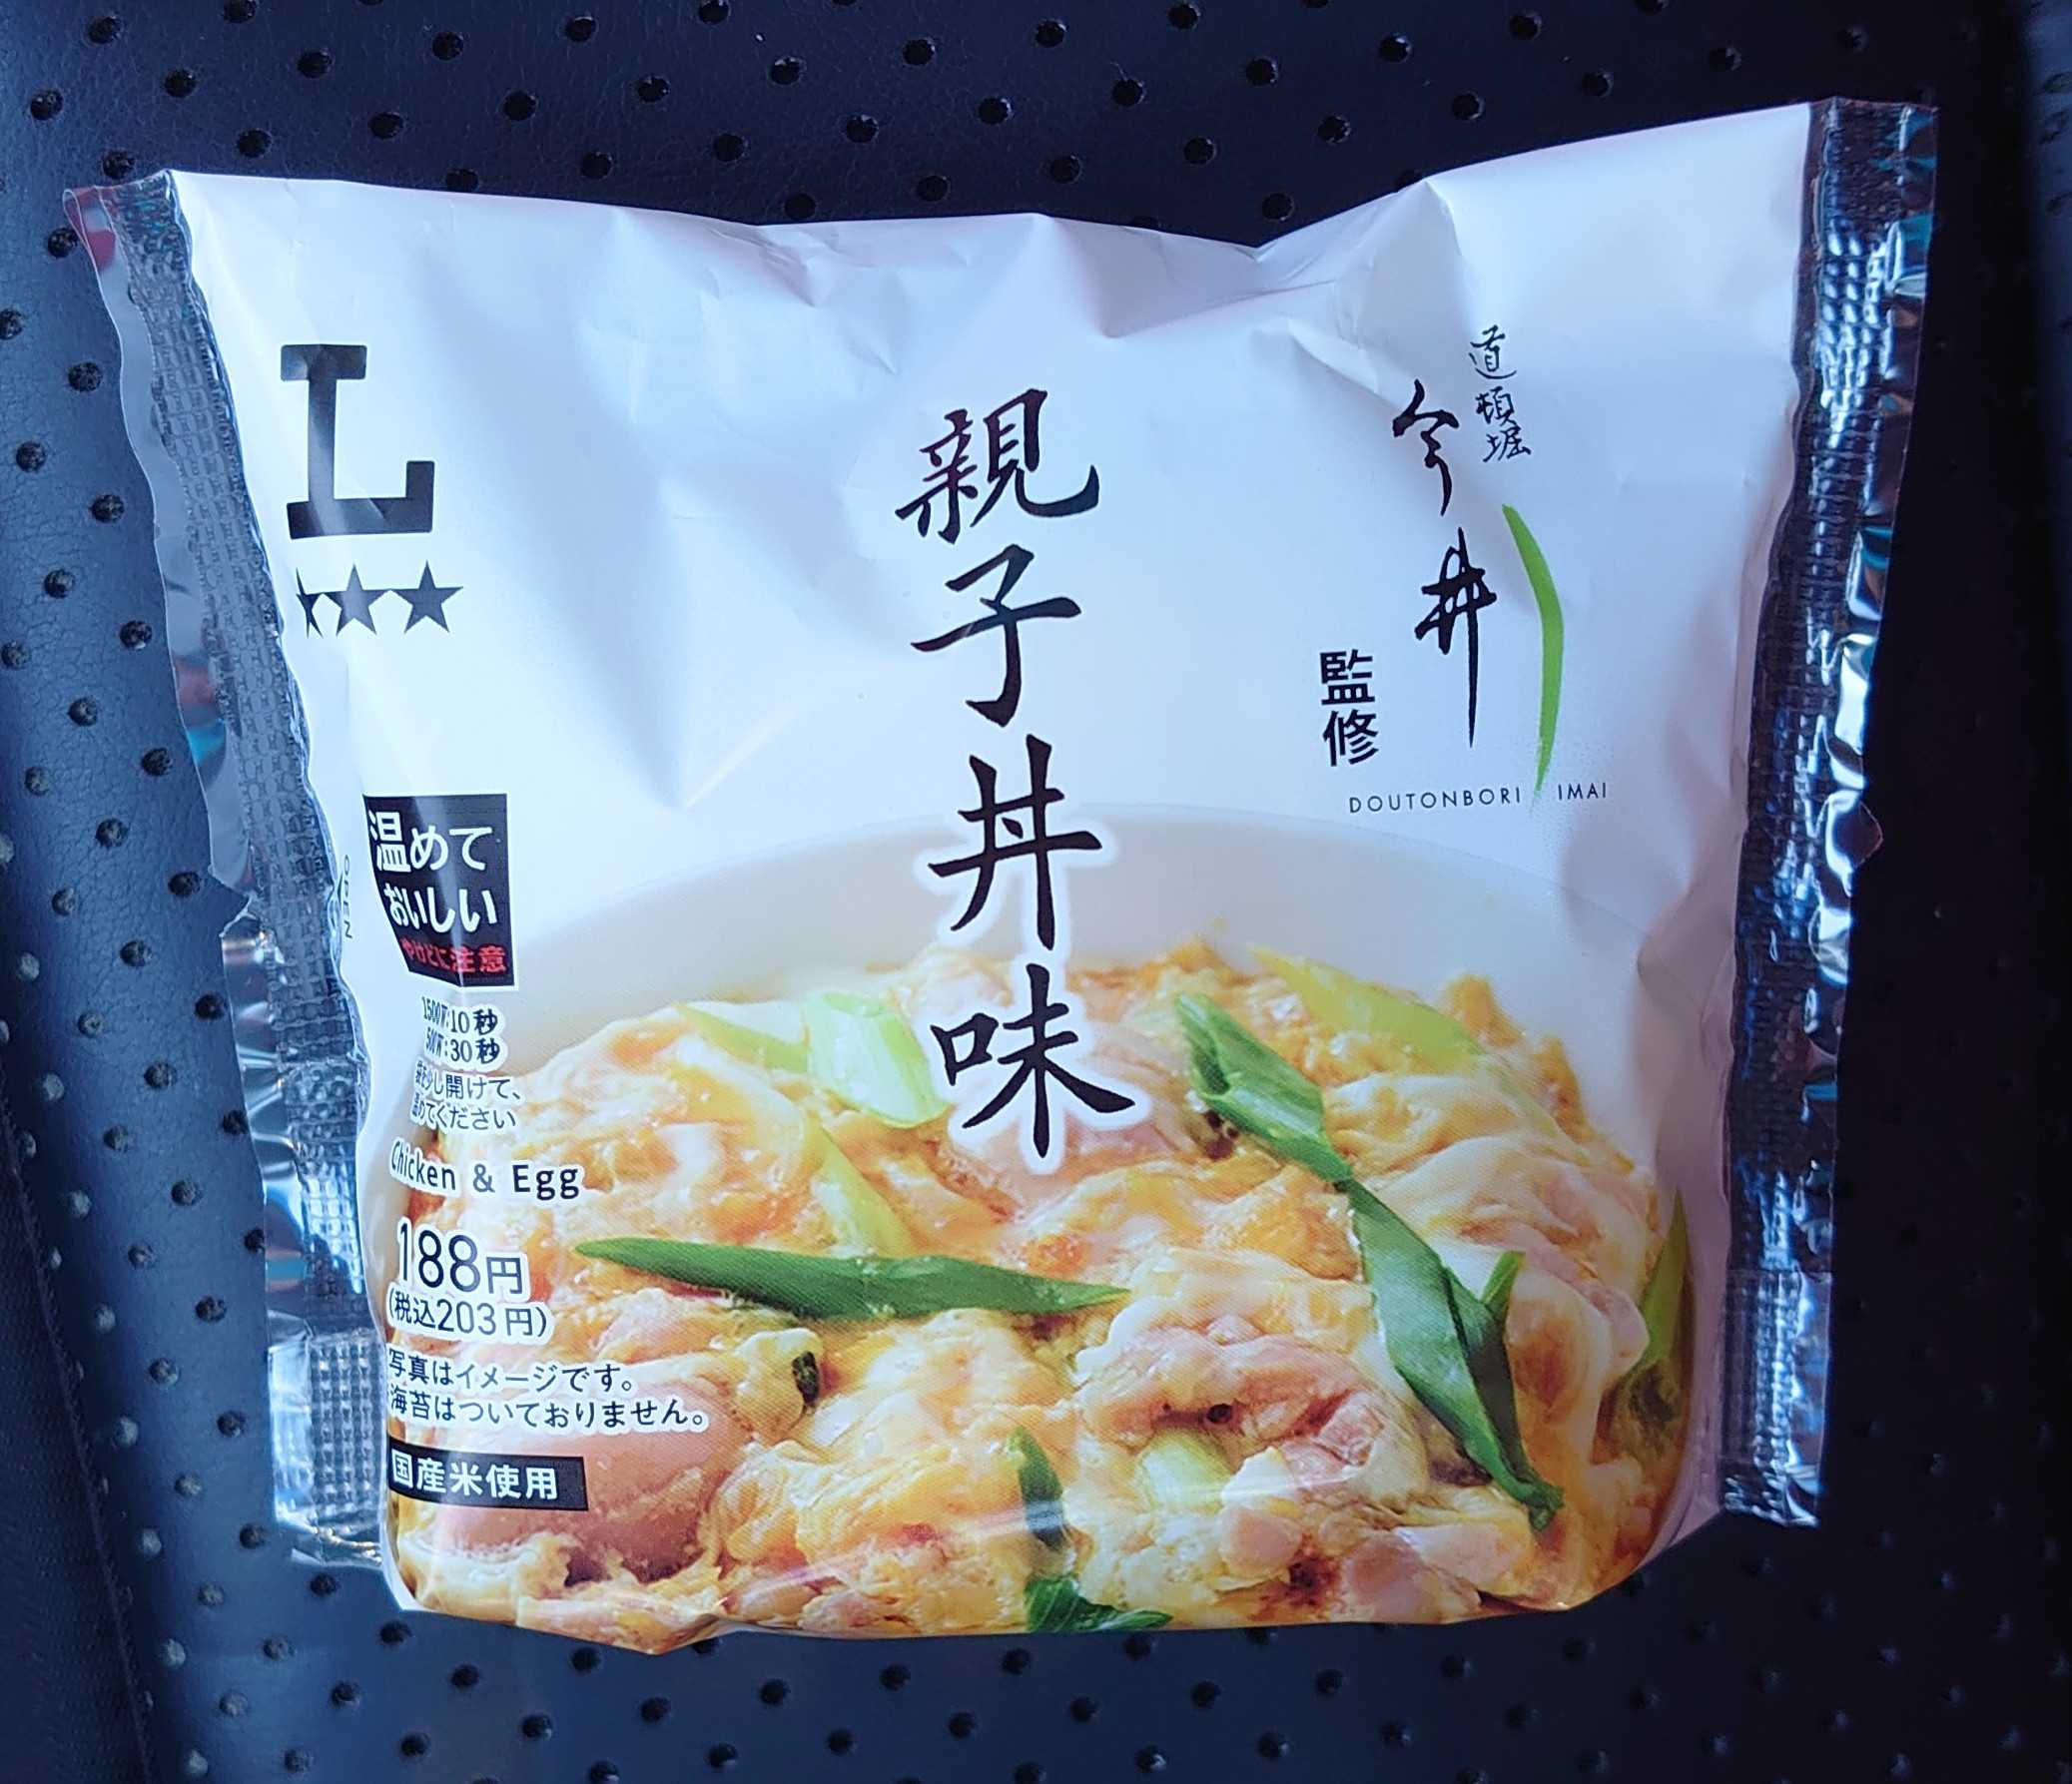 L
親子丼味
道頓堀
今井
監修
DOUTONBORI IMAI
OPEN
温めて
おいしい
やけどに注意
1500W:10秒
500W:30秒
袋を少し開けて、
温めてください
Chicken & Egg
188円
(税込203円)
写真はイメージです。
海苔はついておりません。
国産米使用